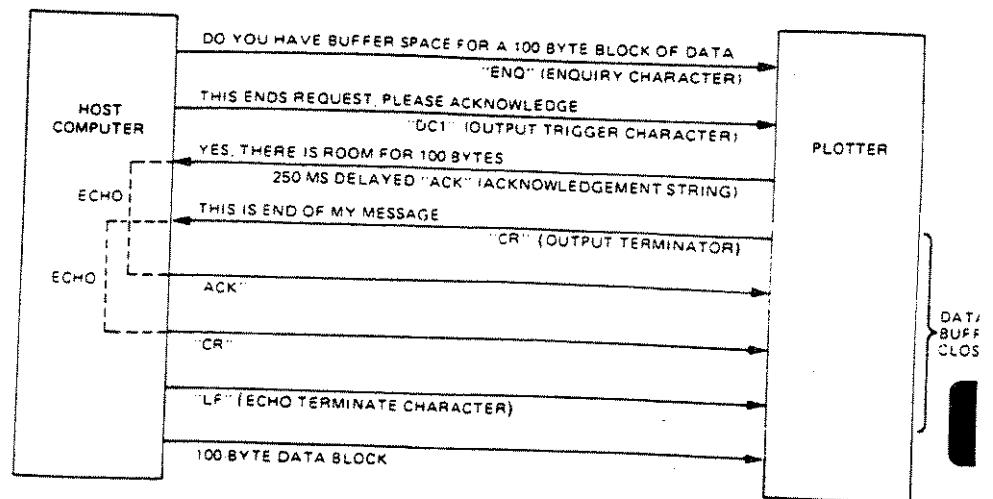 DO YOU HAVE BUFFER SPACE FOR A 100 BYTE BLOCK OF DATA
"ENQ" (ENQUIRY CHARACTER)
THIS ENDS REQUEST, PLEASE ACKNOWLEDGE
HOST
COMPUTER
"DC1" (OUTPUT TRIGGER CHARACTER)
PLOTTER
YES, THERE IS ROOM FOR 100 BYTES
250 MS DELAYED "ACK" (ACKNOWLEDGEMENT STRING)
ECHO
THIS IS END OF MY MESSAGE
"CR" (OUTPUT TERMINATOR)
ECHO
ACK"
DATA
BUFF
CLOS
"CR"
"LF" (ECHO TERMINATE CHARACTER)
100 BYTE DATA BLOCK